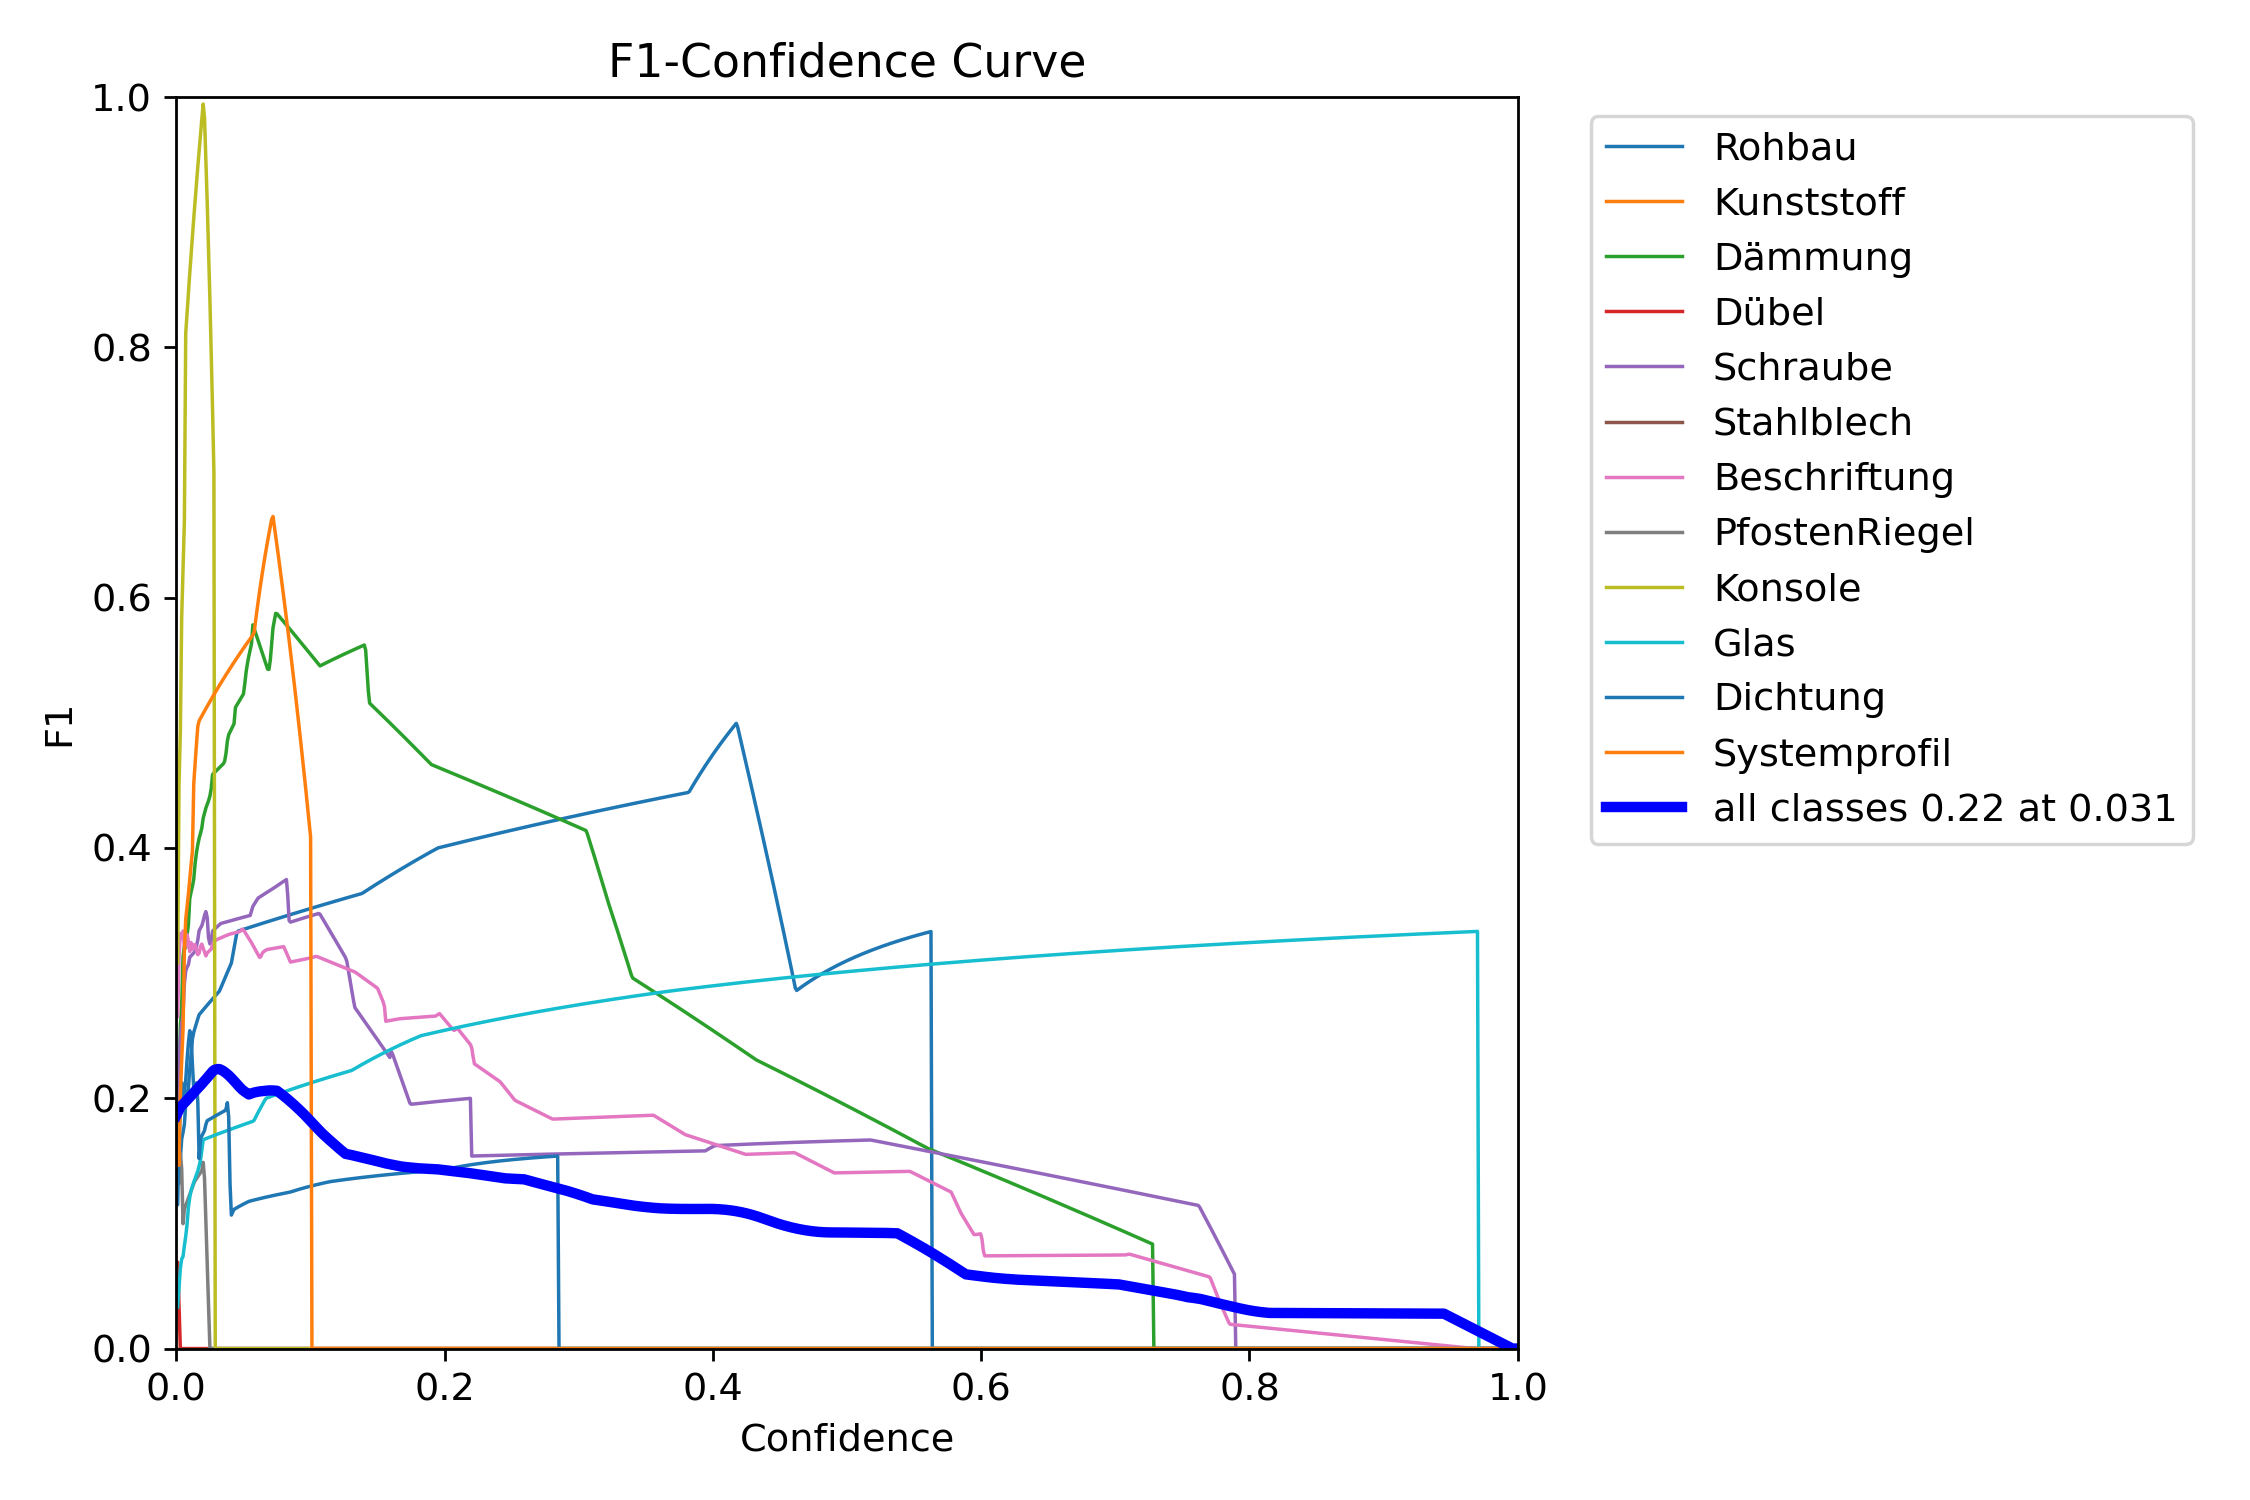 F1-Confidence Curve
1.0
0.8
0.6
0.4
0.2
0.0
F1
0.0 0.2 0.4 0.6 0.8 1.0
Confidence
Rohbau
Kunststoff
Dämmung
Dübel
Schraube
Stahlblech
Beschriftung
PfostenRiegel
Konsole
Glas
Dichtung
Systemprofil
all classes 0.22 at 0.031